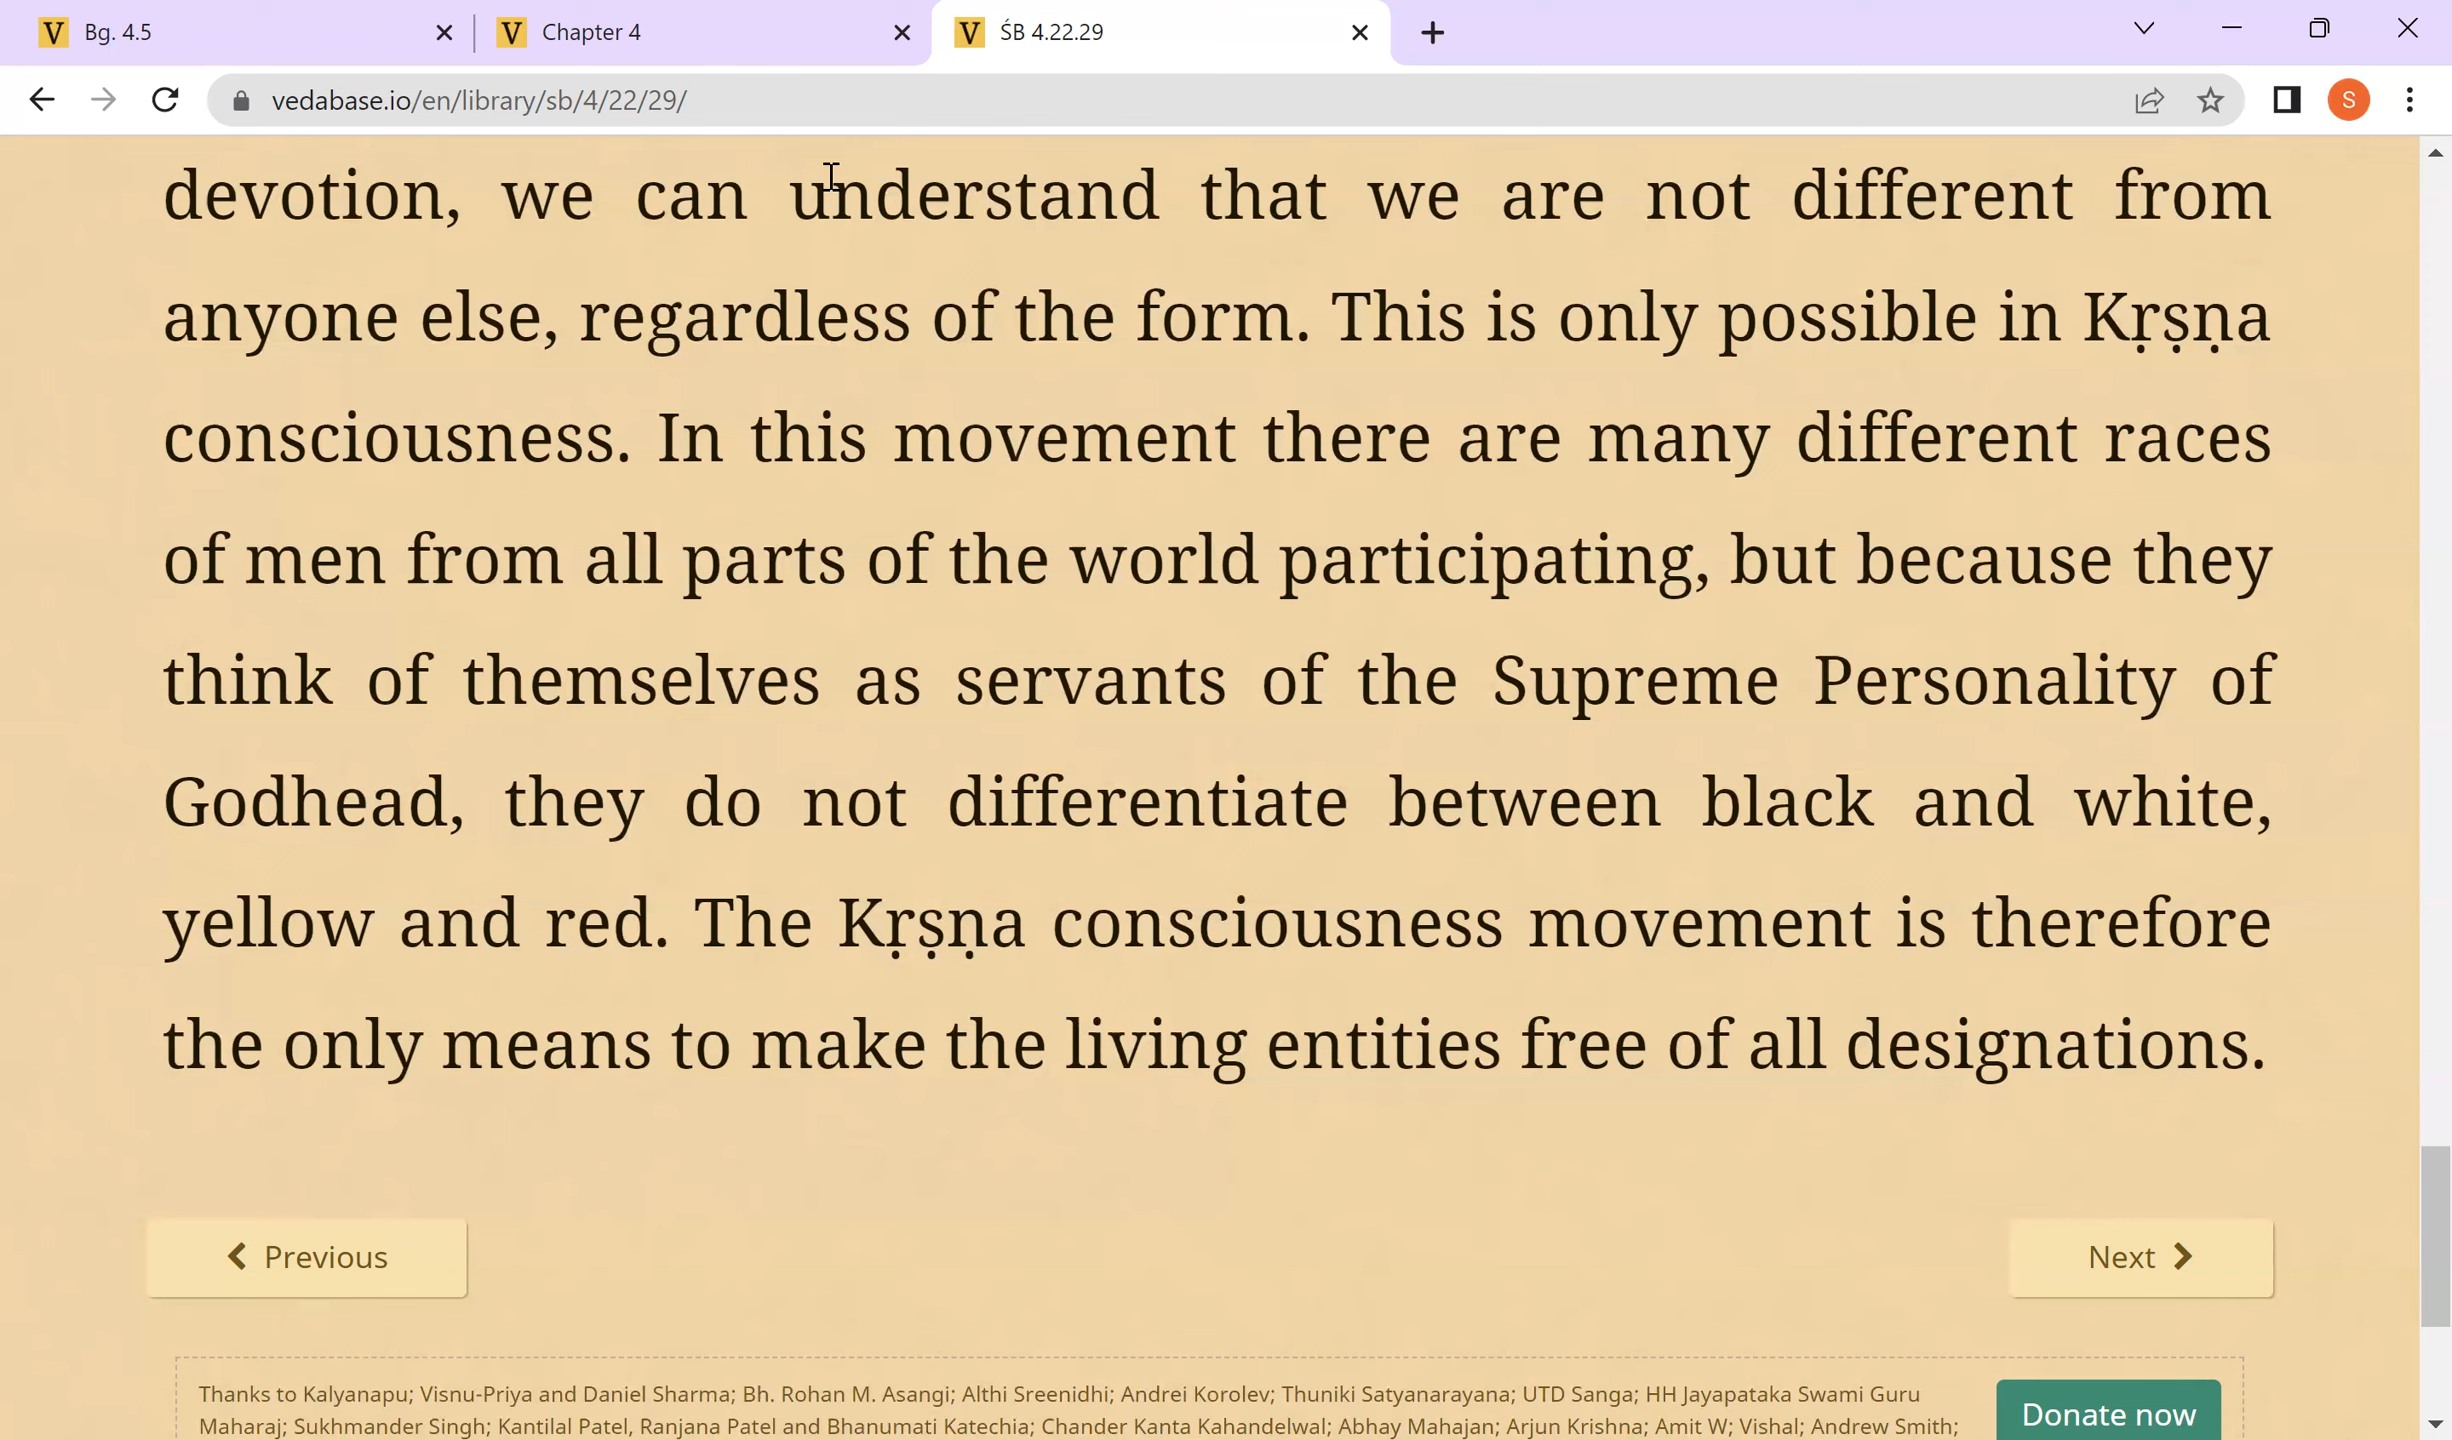 Bg. 4.5
Chapter 4
ŚB 4.22.29
vedabase.io/en/library/sb/4/22/29/
S
devotion, we can understand that we are not different from
anyone else, regardless of the form. This is only possible in Kṛṣṇa
consciousness. In this movement there are many different races
of men from all parts of the world participating, but because they
think of themselves as servants of the Supreme Personality of
Godhead, they do not differentiate between black and white,
yellow and red. The Kṛṣṇa consciousness movement is therefore
the only means to make the living entities free of all designations.
Previous
Next
Thanks to Kalyanapu; Visnu-Priya and Daniel Sharma; Bh. Rohan M. Asangi; Althi Sreenidhi; Andrei Korolev; Thuniki Satyanarayana; UTD Sanga; HH Jayapataka Swami Guru
Maharaj; Sukhmander Singh; Kantilal Patel, Ranjana Patel and Bhanumati Katechia; Chander Kanta Kahandelwal; Abhay Mahajan; Arjun Krishna; Amit W; Vishal; Andrew Smith;
Donate now